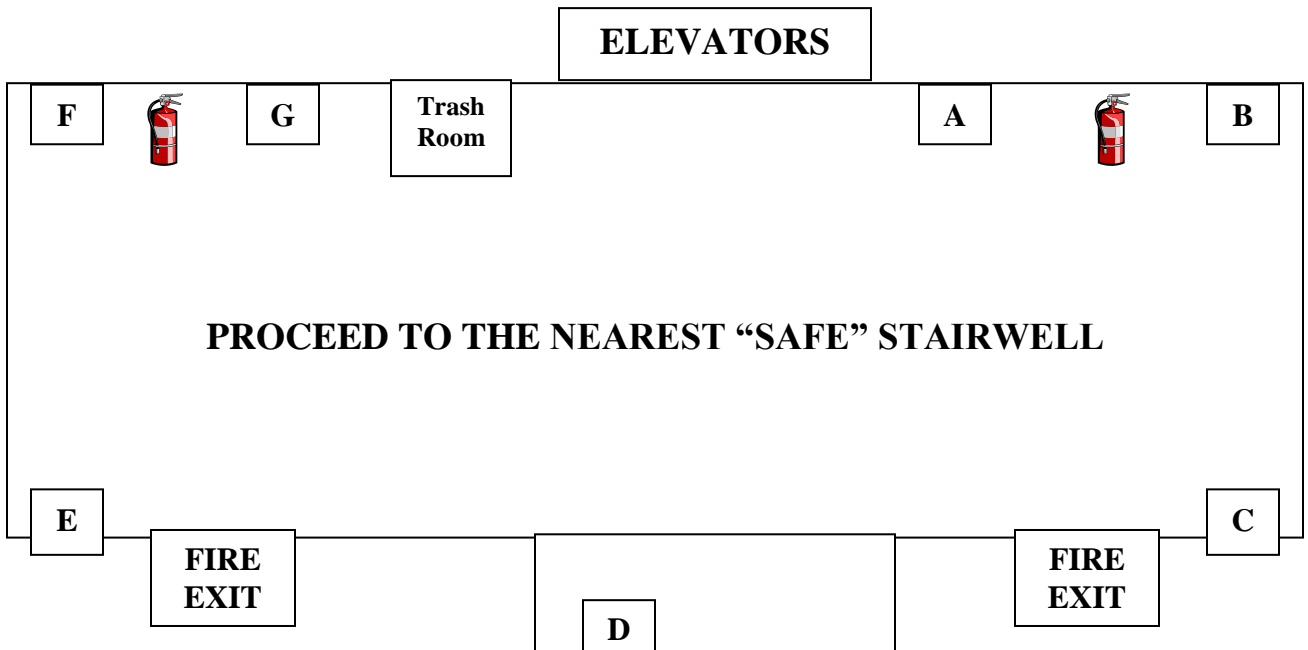 ELEVATORS
F
G
Trash
Room
A
B
PROCEED TO THE NEAREST “SAFE” STAIRWELL
E
FIRE
EXIT
D
FIRE
EXIT
C